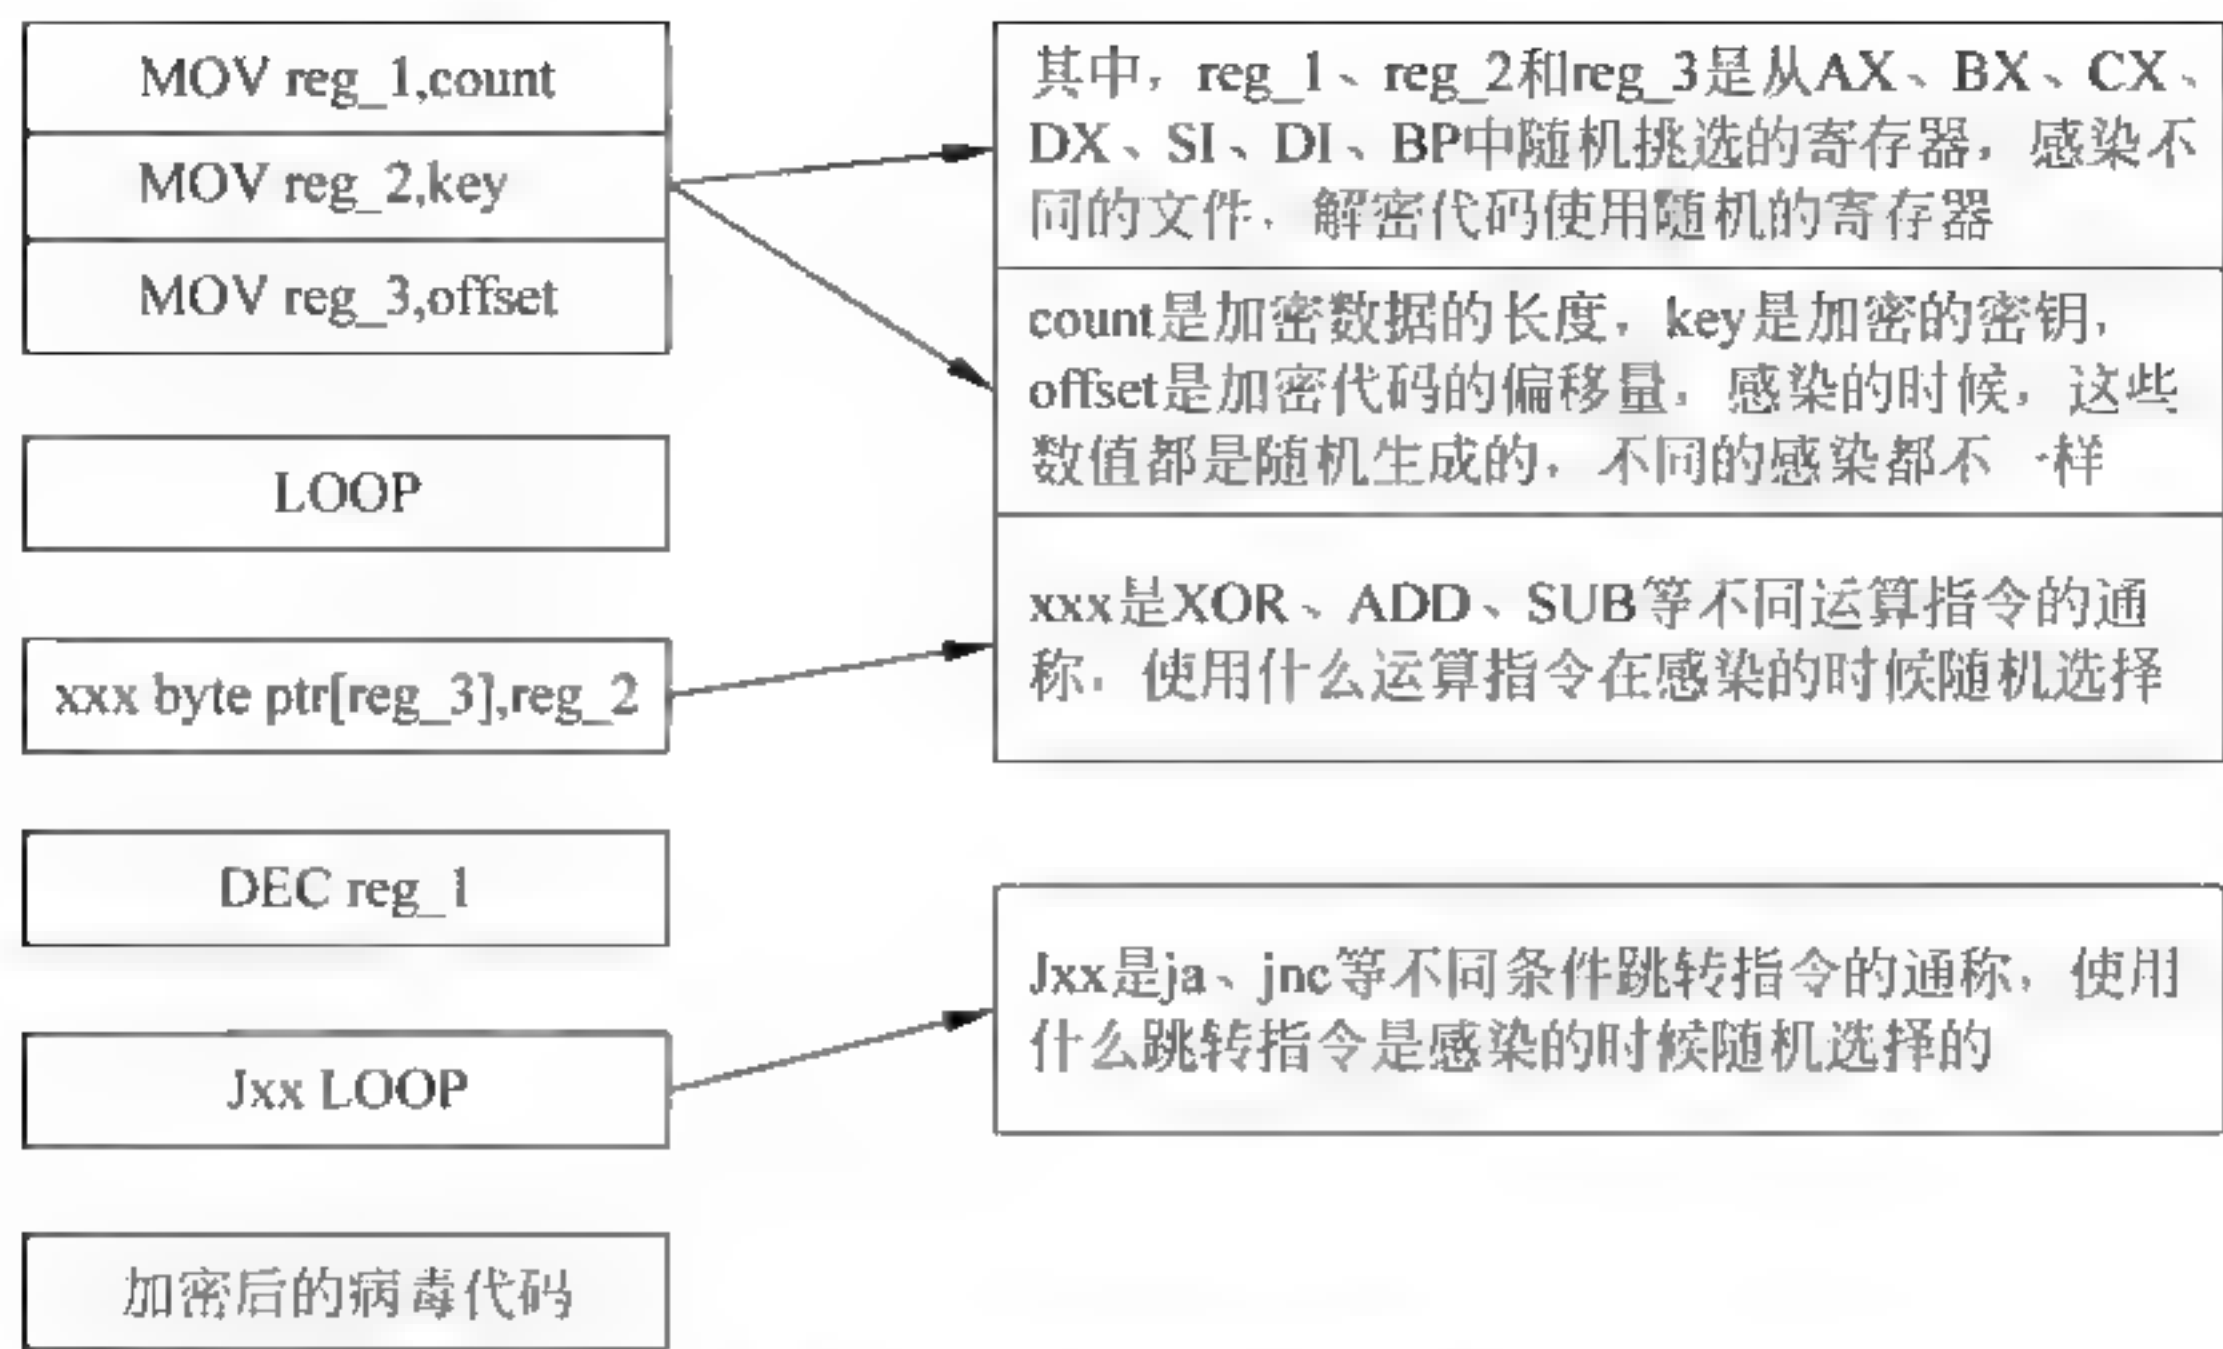 MOV reg_1,count
MOV reg_2,key
MOV reg_3,offset
LOOP
xxx byte ptr[reg_3],reg_2
DEC reg_1
Jxx LOOP
加密后的病毒代码
其中，reg_1、reg_2和reg_3是从AX、BX、CX、
DX、SI、DI、BP中随机挑选的寄存器，感染不
同的文件，解密代码使用随机的寄存器
count是加密数据的长度，key是加密的密钥，
offset是加密代码的偏移量，感染的时候，这些
数值都是随机生成的，不同的感染都不一样
xxx是XOR、ADD、SUB等不同运算指令的通
称，使用什么运算指令在感染的时候随机选择
Jxx是ja、jnc等不同条件跳转指令的通称，使用
什么跳转指令是感染的时候随机选择的